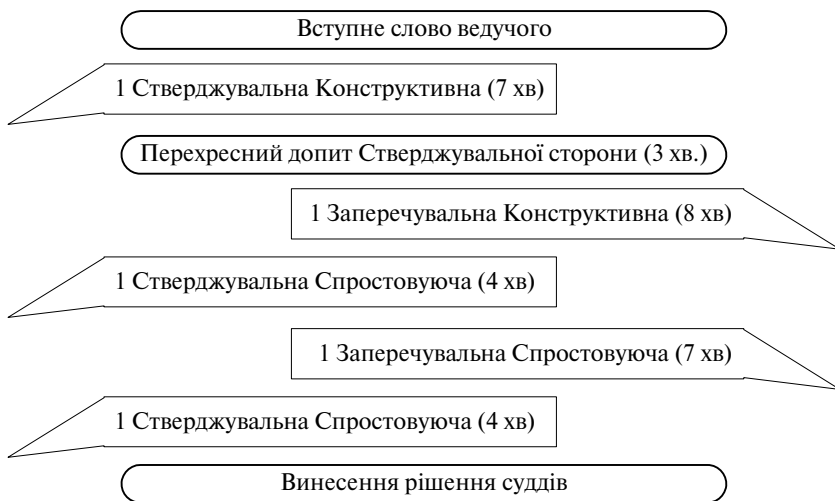 Вступне слово ведучого
1 Стверджувальна Конструктивна (7 хв)
Перехресний допит Стверджувальної сторони (3 хв.)
1 Заперечувальна Конструктивна (8 хв)
1 Стверджувальна Спростовуюча (4 хв)
1 Заперечувальна Спростовуюча (7 хв)
1 Стверджувальна Спростовуюча (4 хв)
Винесення рішення суддів